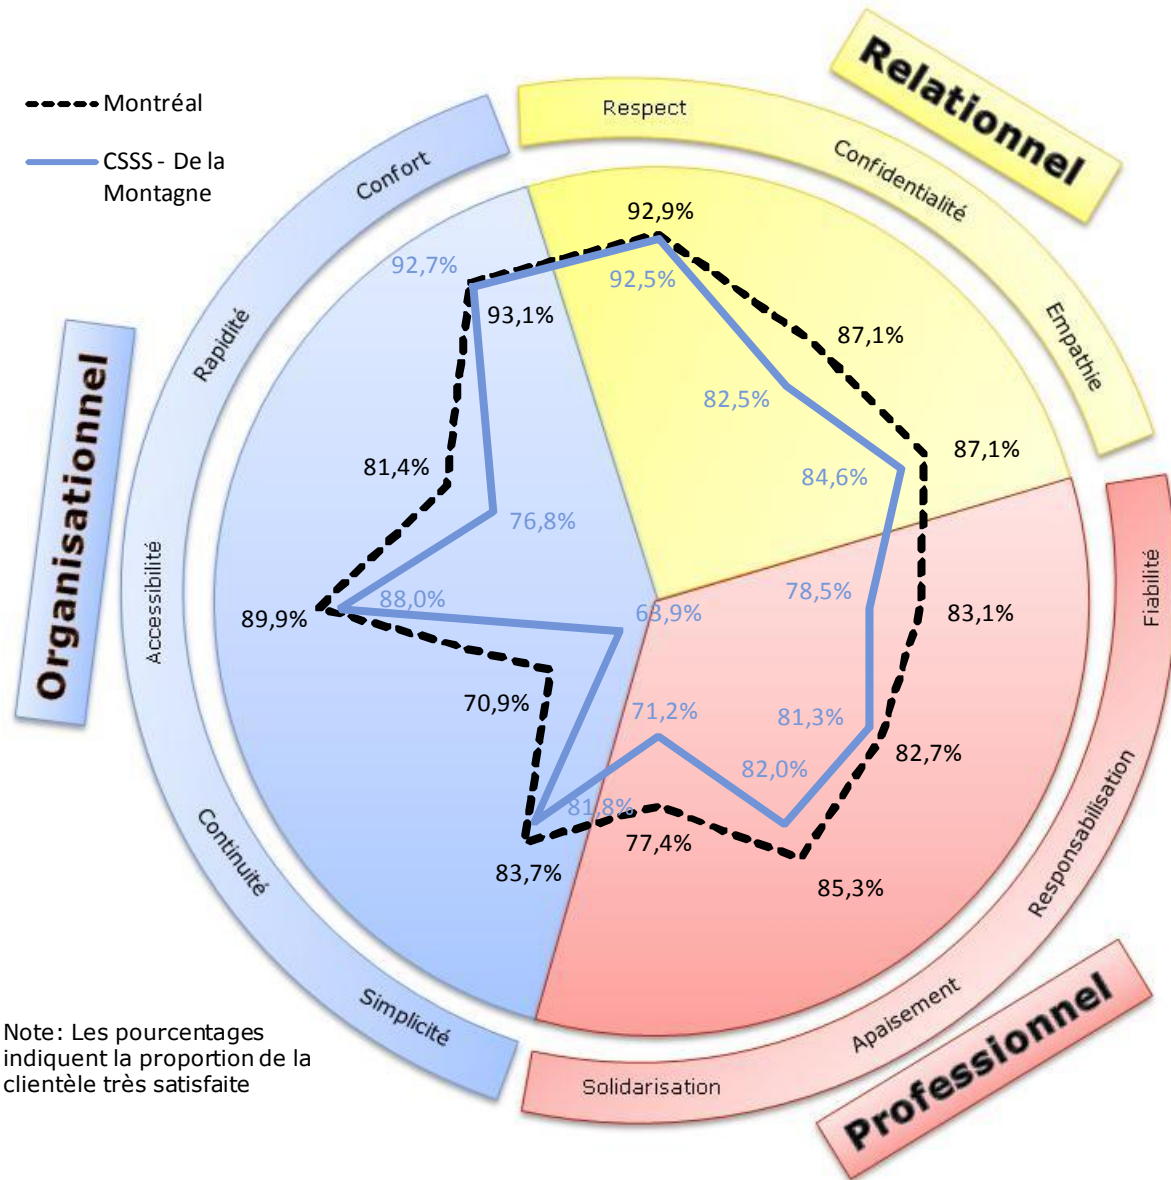 Montréal
CSSS - De la
Montagne
Relationnel
Respect
Confidentialité
Empathie
Organisationnel
Confort
Rapidité
Accessibilité
Continuité
Simplicité
Professionnel
Fiabilité
Responsabilisation
Apaisement
Solidarisation
92,9%
92,5%
87,1%
82,5%
87,1%
84,6%
83,1%
78,5%
82,7%
81,3%
85,3%
82,0%
77,4%
71,2%
83,7%
81,8%
70,9%
63,9%
89,9%
88,0%
81,4%
76,8%
93,1%
92,7%
Note: Les pourcentages
indiquent la proportion de la
clientèle très satisfaite